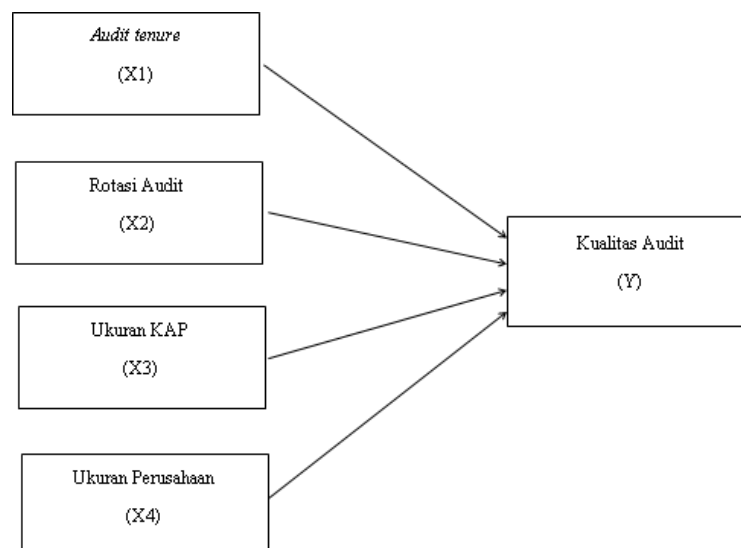 Audit tenure
(X1)
Rotasi Audit
(X2)
Ukuran KAP
(X3)
Ukuran Perusahaan
(X4)
Kualitas Audit
(Y)